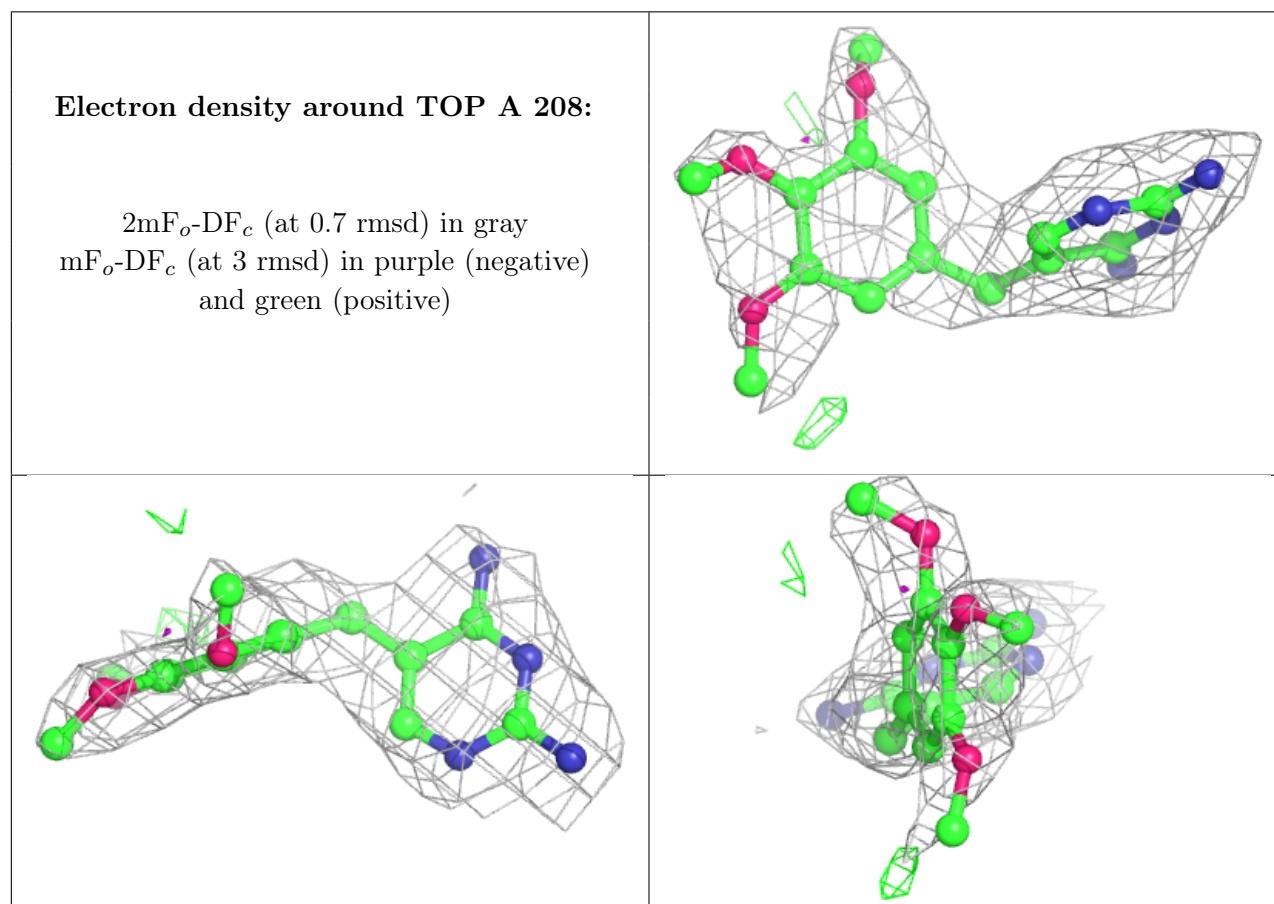 Electron density around TOP A 208:
2mFₒ-DF𝒸 (at 0.7 rmsd) in gray
mFₒ-DF𝒸 (at 3 rmsd) in purple (negative)
and green (positive)